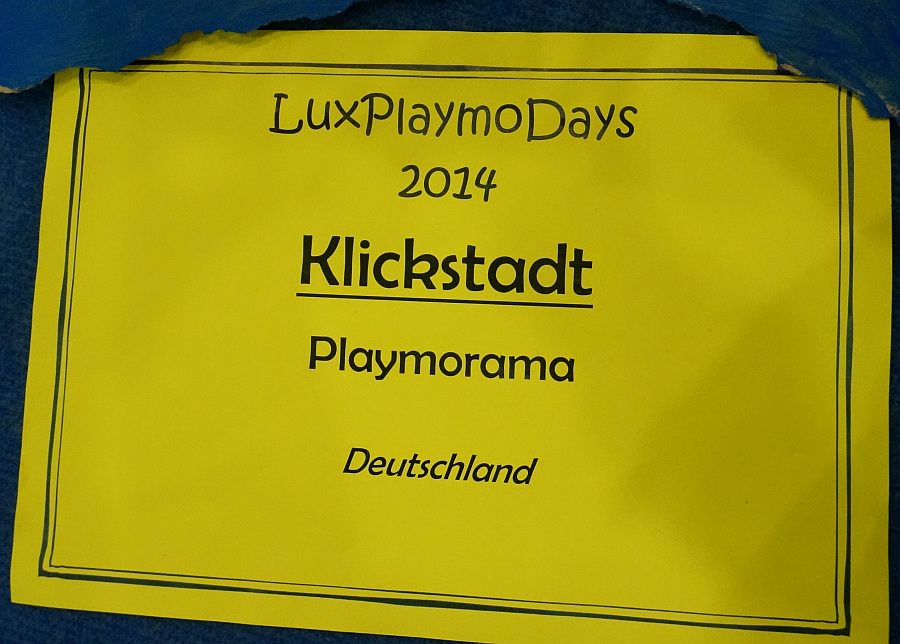 LuxPlaymoDays
2014
Klickstadt
Playmorama
Deutschland